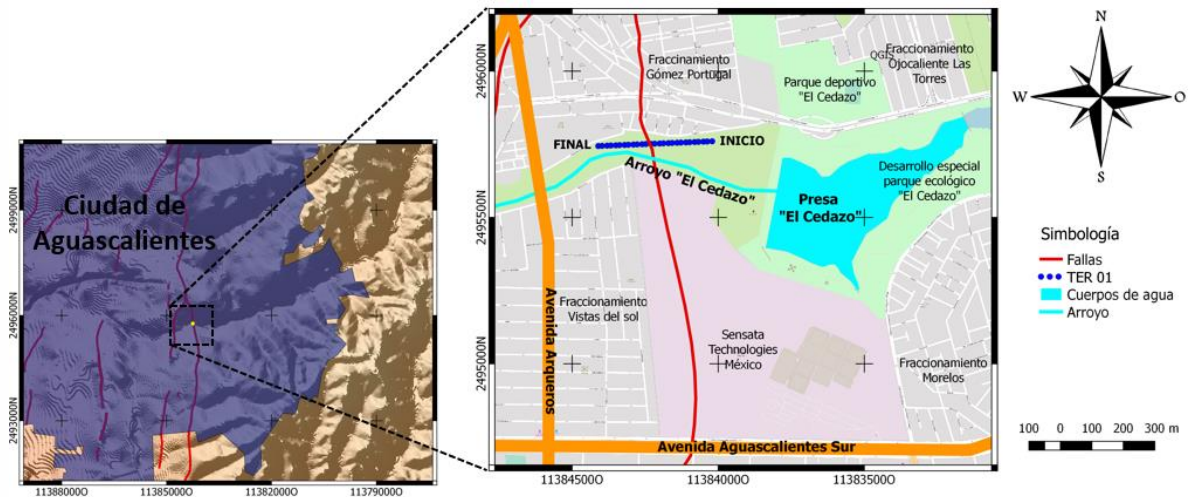 Ciudad de
Aguascalientes
2499000N
2496000N
2493000N
113880000
113850000
113820000
113790000
Fraccinamiento
Gómez Portugal
QGIS
Parque deportivo
"El Cedazo"
Fraccionamiento
Ojocaliente Las
Torres
FINAL
INICIO
Arroyo "El Cedazo"
Presa
"El Cedazo"
Desarrollo especial
parque ecológico
"El Cedazo"
Avenida Arqueros
Fraccionamiento
Vistas del sol
Sensata
Technologies
México
Fraccionamiento
Morelos
Avenida Aguascalientes Sur
2496000N
2495500N
2495000N
113845000
113840000
113835000
N
W
O
S
Simbología
Fallas
TER 01
Cuerpos de agua
Arroyo
100 0 100 200 300 m